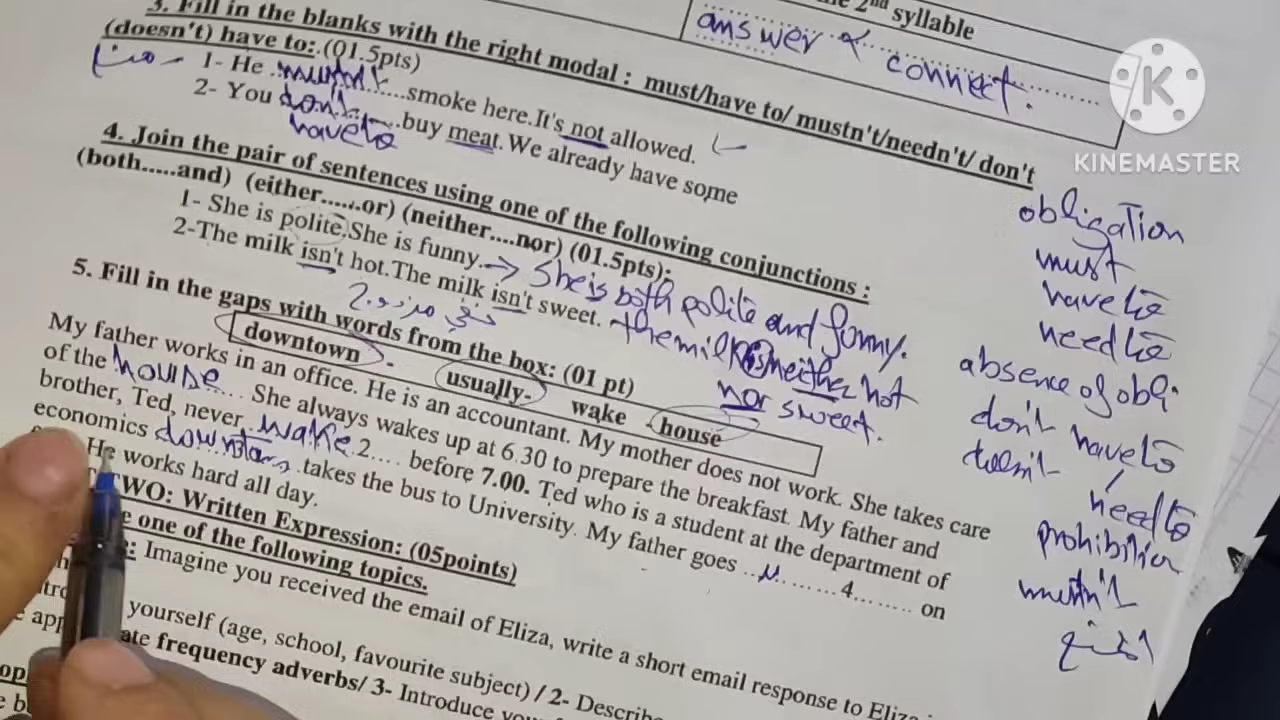 2nd syllable
answer & connect.
3. Fill in the blanks with the right modal : must/have to/ mustn't/needn't/ don't
(doesn't) have to:.(01.5pts)
1- He mustn't smoke here.It's not allowed.
2- You don't have to buy meat.We already have some
4. Join the pair of sentences using one of the following conjunctions :
(both.....and) (either......or) (neither....nor) (01.5pts):
1- She is polite.She is funny. → She is both polite and funny.
2-The milk isn't hot.The milk isn't sweet. the milk is neither hot
nor sweet.
5. Fill in the gaps with words from the box: (01 pt)
downtown - usually- wake house
My father works in an office. He is an accountant. My mother does not work. She takes care
of the house.... She always wakes up at 6.30 to prepare the breakfast. My father and
brother, Ted, never wake 2.... before 7.00. Ted who is a student at the department of
economics takes the bus to University. My father goes ........4........ on
He works hard all day.
TWO: Written Expression: (05points)
one of the following topics.
Imagine you received the email of Eliza, write a short email response to Eliza
yourself (age, school, favourite subject) / 2- Describe
ate frequency adverbs/ 3- Introduce
obligation
must
have to
need to
absence of obli
don't have to
need to
prohibition
mustn't
KINEMASTER